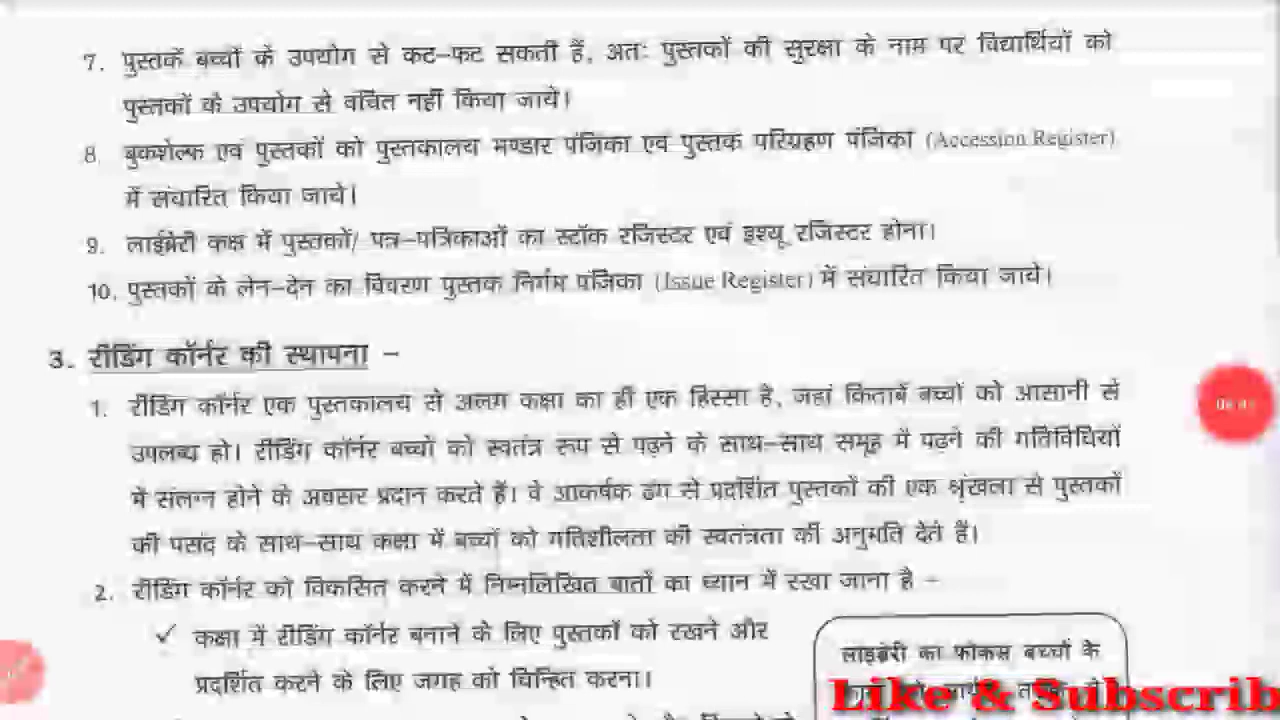 7. पुस्तकें बच्चों के उपयोग से कट-फट सकती हैं, अतः पुस्तकों की सुरक्षा के नाम पर विद्यार्थियों को
पुस्तकों के उपयोग से वंचित नहीं किया जाये।
8. बुकशेल्फ एवं पुस्तकों को पुस्तकालय भण्डार पंजिका एवं पुस्तक परिग्रहण पंजिका (Accession Register)
में संधारित किया जाये।
9. लाईब्रेरी कक्ष में पुस्तकों/ पत्र-पत्रिकाओं का स्टॉक रजिस्टर एवं इश्यू रजिस्टर होना।
10. पुस्तकों के लेन-देन का विवरण पुस्तक निर्गम पंजिका (Issue Register) में संधारित किया जाये।
3. रीडिंग कॉर्नर की स्थापना –
1. रीडिंग कॉर्नर एक पुस्तकालय से अलग कक्षा का ही एक हिस्सा है, जहां किताबें बच्चों को आसानी से
उपलब्ध हो। रीडिंग कॉर्नर बच्चों को स्वतंत्र रूप से पढ़ने के साथ-साथ समूह में पढ़ने की गतिविधियों
में संलग्न होने के अवसर प्रदान करते हैं। वे आकर्षक ढंग से प्रदर्शित पुस्तकों की एक श्रृंखला से पुस्तकों
की पसंद के साथ-साथ कक्षा में बच्चों को गतिशीलता की स्वतंत्रता की अनुमति देते हैं।
2. रीडिंग कॉर्नर को विकसित करने में निम्नलिखित बातों का ध्यान में रखा जाना है –
✓ कक्षा में रीडिंग कॉर्नर बनाने के लिए पुस्तकों को रखने और
प्रदर्शित करने के लिए जगह को चिन्हित करना।
लाइब्रेरी का फोकस बच्चों के
Like & Subscrib